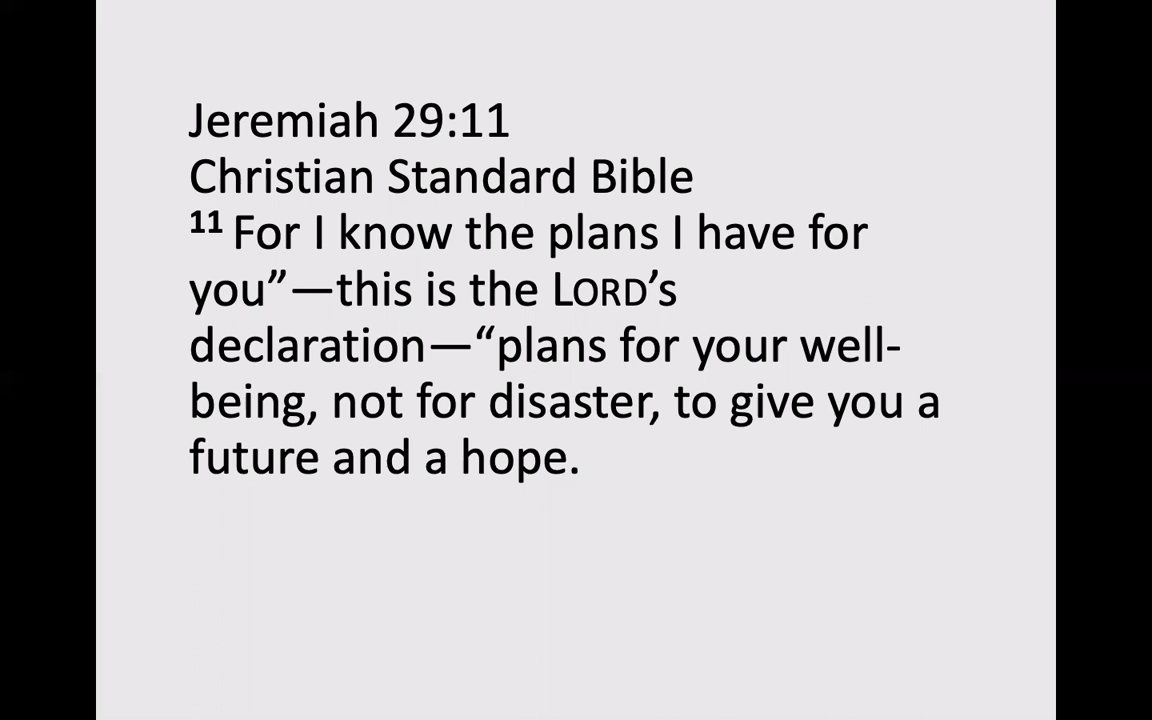 Jeremiah 29:11
Christian Standard Bible
11 For I know the plans I have for
you”—this is the LORD’s
declaration—“plans for your well-
being, not for disaster, to give you a
future and a hope.